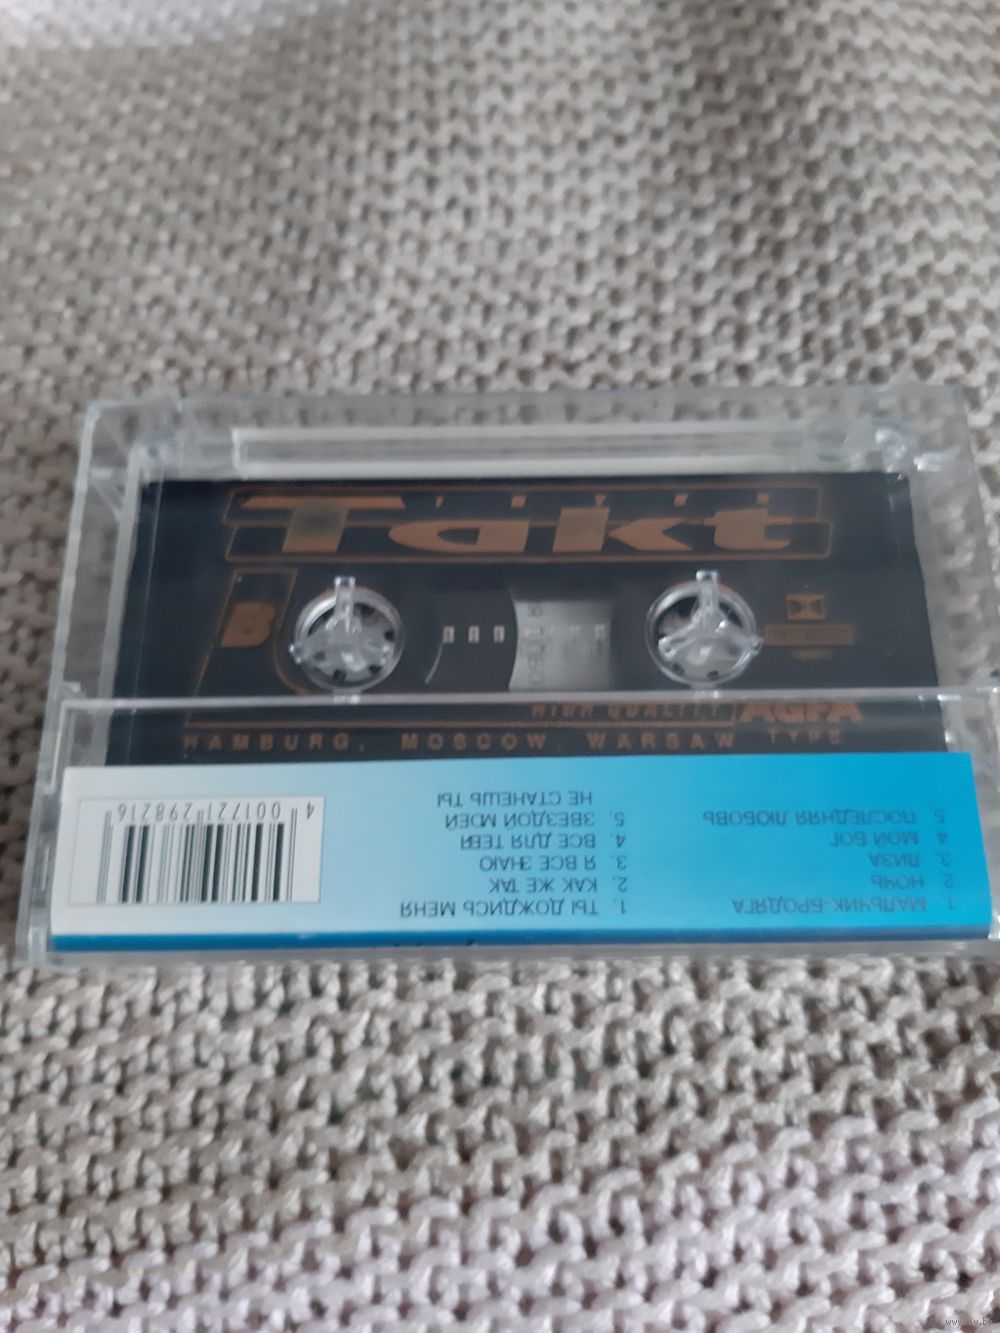 Takt
B
HIGH QUALITY AGFA
HAMBURG, MOSCOW, WARSAW TYPE
1. МАЛЬЧИК-БРОДЯГА
2. НОЧЬ
3. ЛИЗА
4. МОЙ БОГ
5. ПОСЛЕДНЯЯ ЛЮБОВЬ
1. ТЫ ДОЖДИСЬ МЕНЯ
2. КАК ЖЕ ТАК
3. Я ВСЕ ЗНАЮ
4. ВСЕ ДЛЯ ТЕБЯ
5. ЗВЕЗДОЙ МОЕЙ
НЕ СТАНЕШЬ ТЫ
4 001721 298216